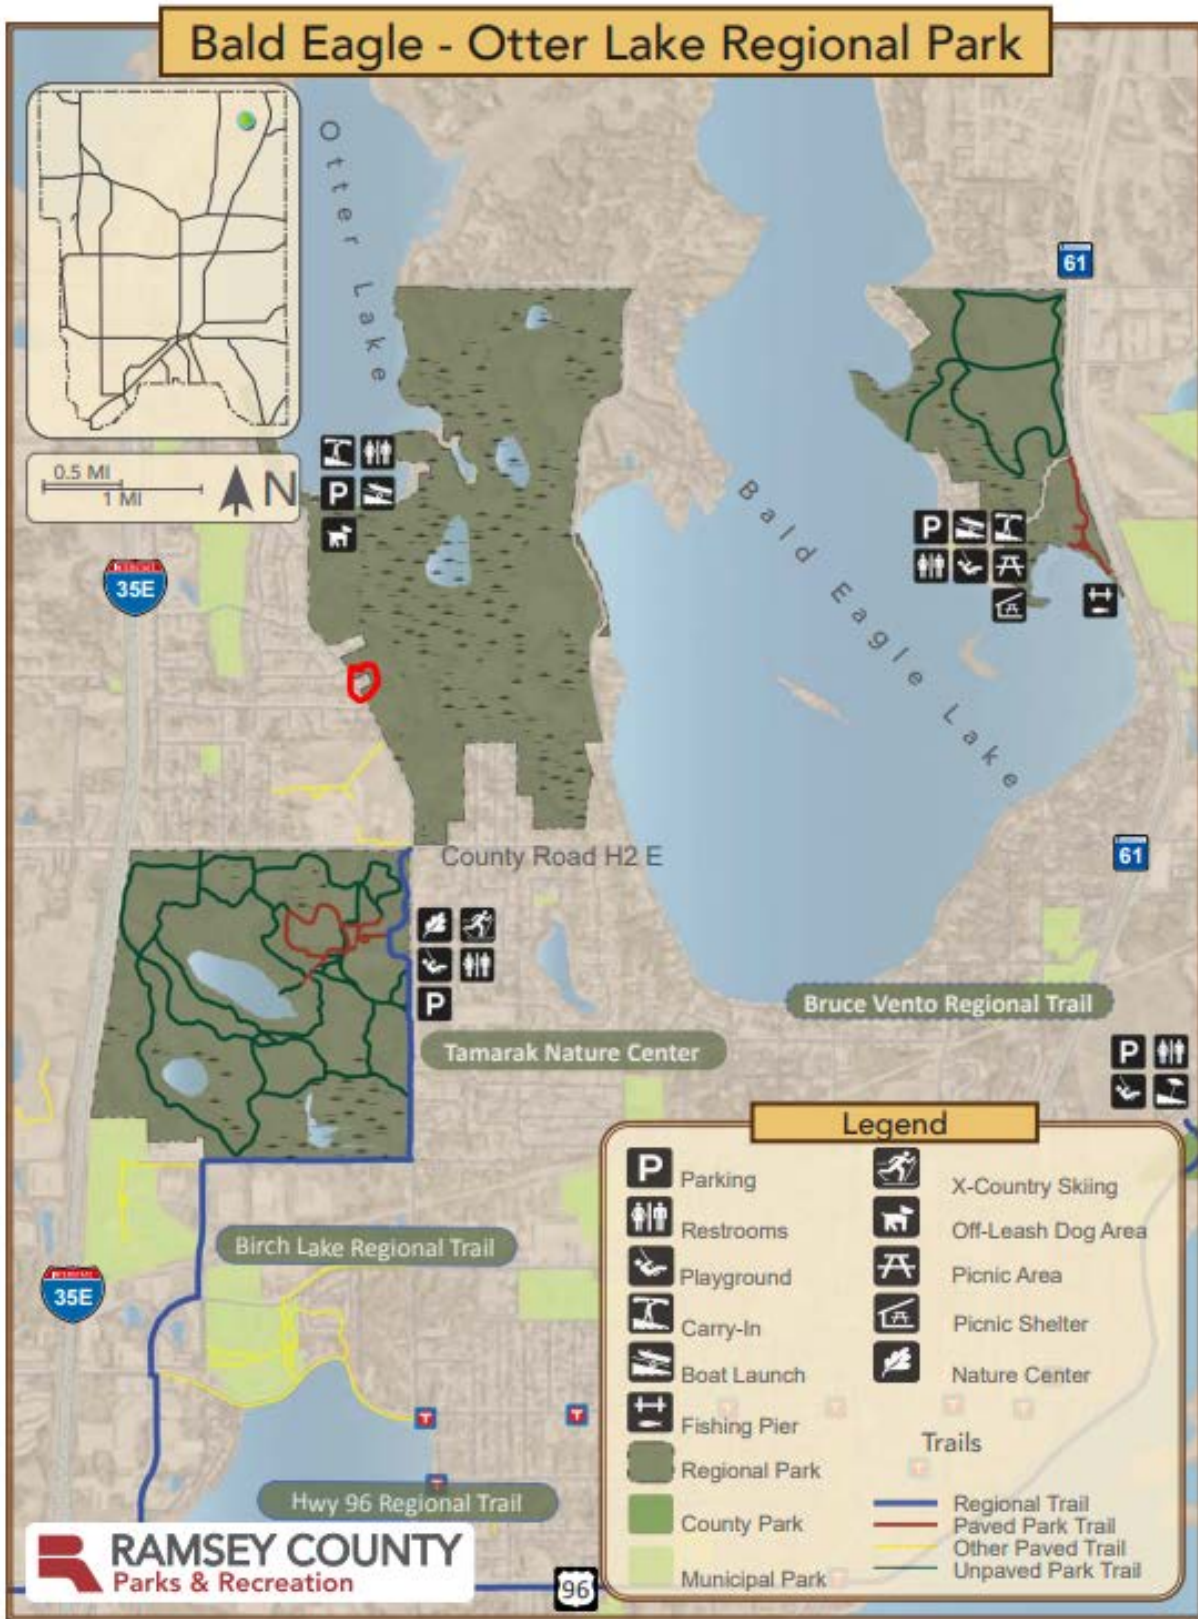 Bald Eagle - Otter Lake Regional Park
Otter Lake
61
0.5 MI
1 MI
N
P
P
35E
Bald Eagle Lake
County Road H2 E
61
P
Bruce Vento Regional Trail
Tamarak Nature Center
P
Legend
P Parking
Restrooms
Playground
Carry-In
Boat Launch
Fishing Pier
Regional Park
County Park
Municipal Park
X-Country Skiing
Off-Leash Dog Area
Picnic Area
Picnic Shelter
Nature Center
Trails
Regional Trail
Paved Park Trail
Other Paved Trail
Unpaved Park Trail
Birch Lake Regional Trail
35E
T
T
T
T
T
T
T
T
T
Hwy 96 Regional Trail
RAMSEY COUNTY
Parks & Recreation
96